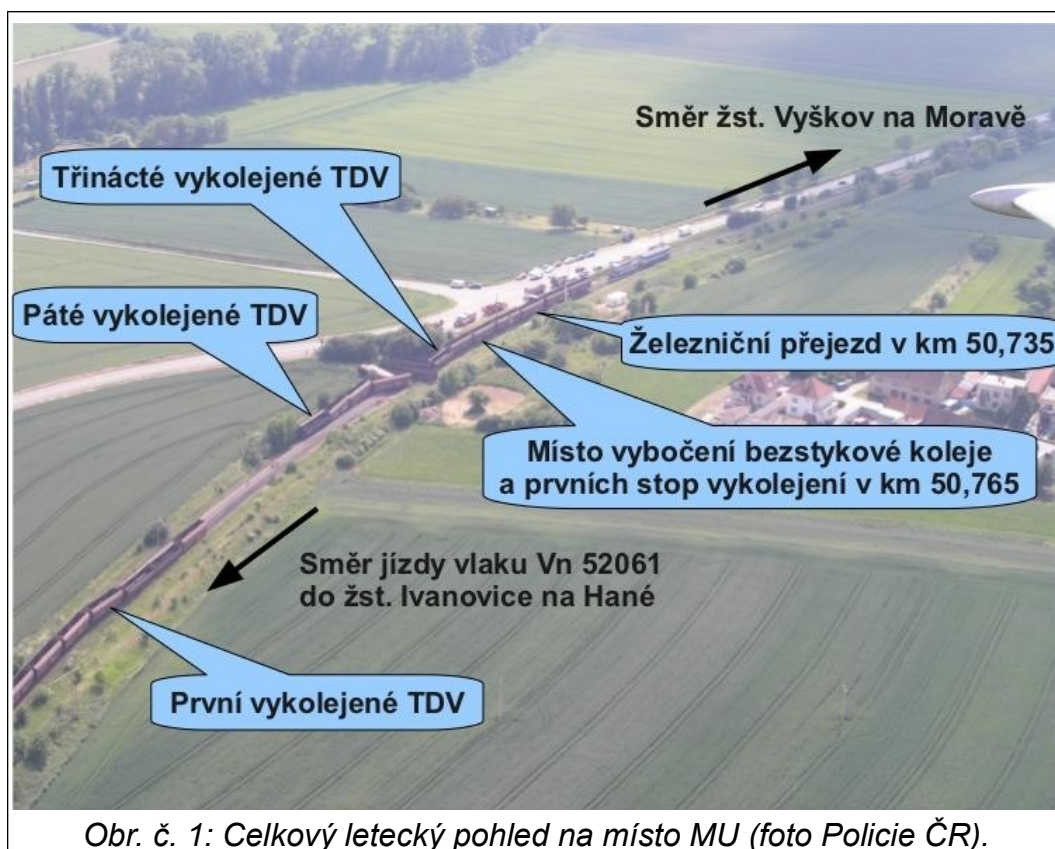 Směr žst. Vyškov na Moravě
Třinácté vykolejené TDV
Páté vykolejené TDV
Železniční přejezd v km 50,735
Místo vybočení bezstykové koleje
a prvních stop vykolejení v km 50,765
Směr jízdy vlaku Vn 52061
do žst. Ivanovice na Hané
První vykolejené TDV
Obr. č. 1: Celkový letecký pohled na místo MU (foto Policie ČR).